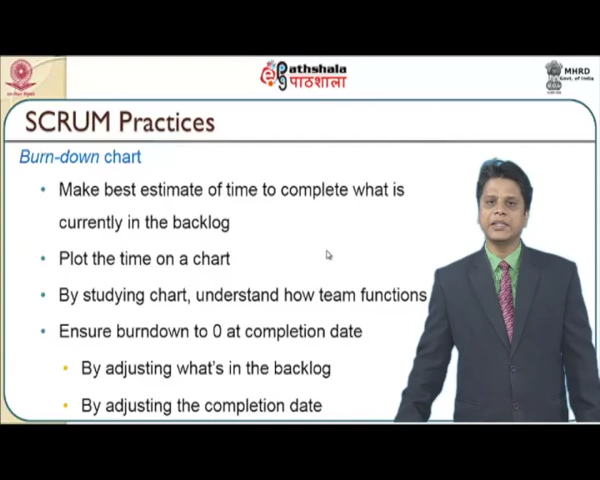 Pathshala
पाठशाला
MHRD
Govt. of India
SCRUM Practices
Burn-down chart
• Make best estimate of time to complete what is
currently in the backlog
• Plot the time on a chart
• By studying chart, understand how team functions
• Ensure burndown to 0 at completion date
• By adjusting what's in the backlog
• By adjusting the completion date